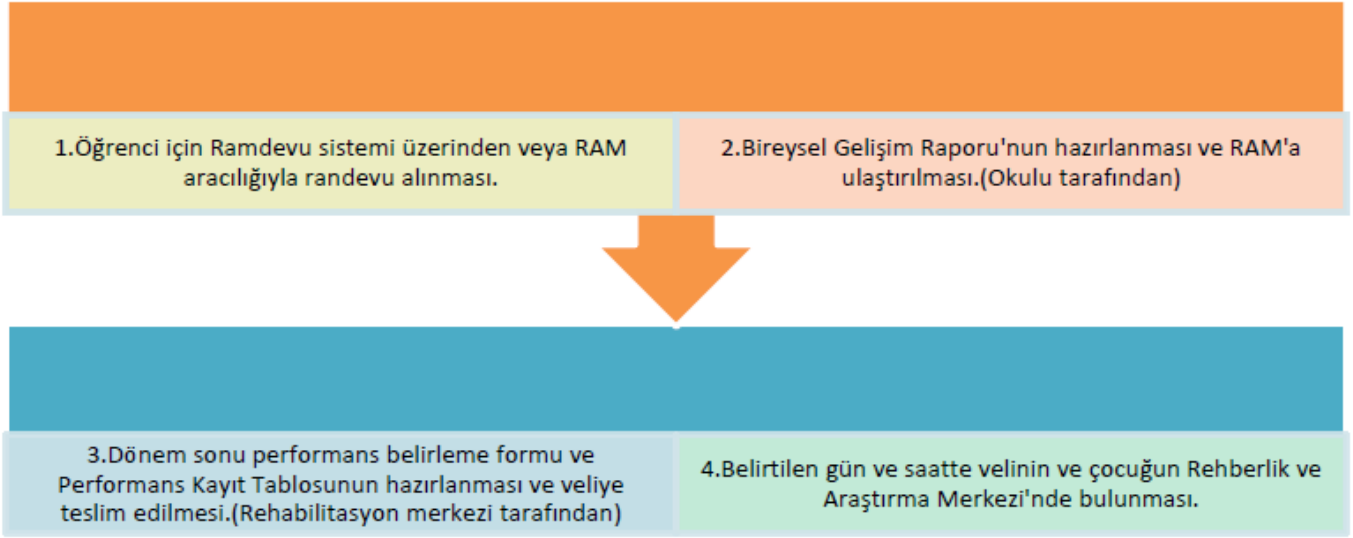 1.Öğrenci için Ramdevu sistemi üzerinden veya RAM
aracılığıyla randevu alınması.
2.Bireysel Gelişim Raporu'nun hazırlanması ve RAM'a
ulaştırılması.(Okulu tarafından)
3.Dönem sonu performans belirleme formu ve
Performans Kayıt Tablosunun hazırlanması ve veliye
teslim edilmesi.(Rehabilitasyon merkezi tarafından)
4.Belirtilen gün ve saatte velinin ve çocuğun Rehberlik ve
Araştırma Merkezi'nde bulunması.